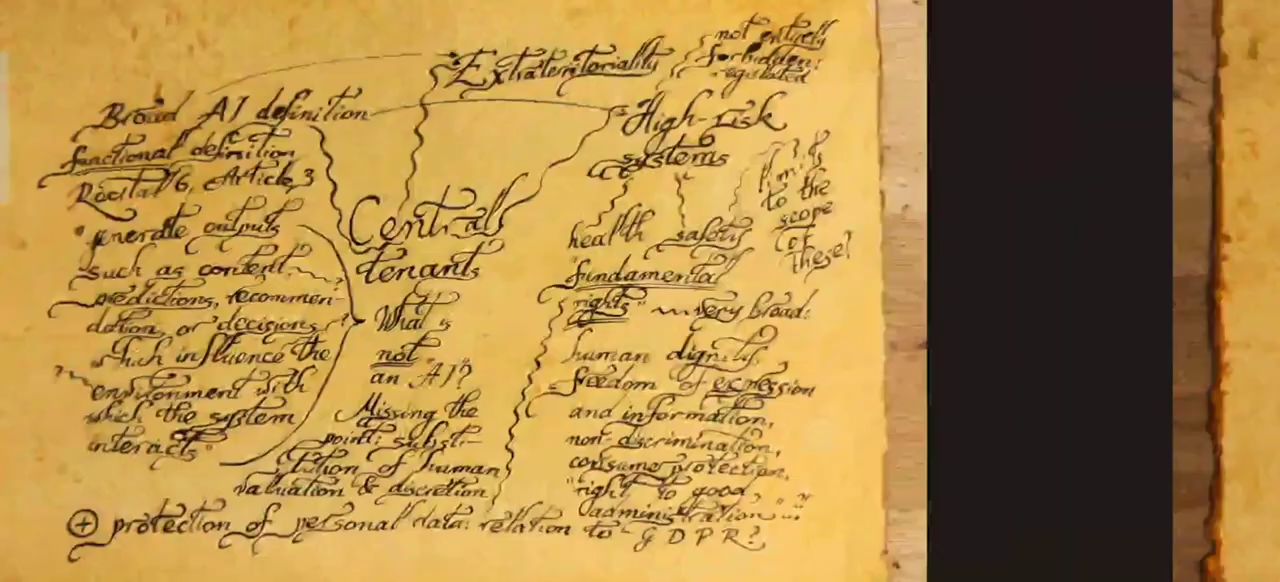 Extraterritoriality
not entirely
forbidden:
regulated
Broad AI definition
functional definition
Recital 6, Article 3
"generate outputs
such as content,
predictions, recommen-
dation, or decisions
which influence the
environment with
which the system
interacts"
Central
tenants
What is
not
an AI?
Missing the
point: subst-
itution of human
valuation & discretion
High-risk
systems
limits
to the
scope
of
these?
health safety
"fundamental
rights" very broad:
human dignity,
freedom of expression
and information,
non-discrimination,
consumer protection,
"right to good
administration"...
+ protection of personal data: relation to GDPR?